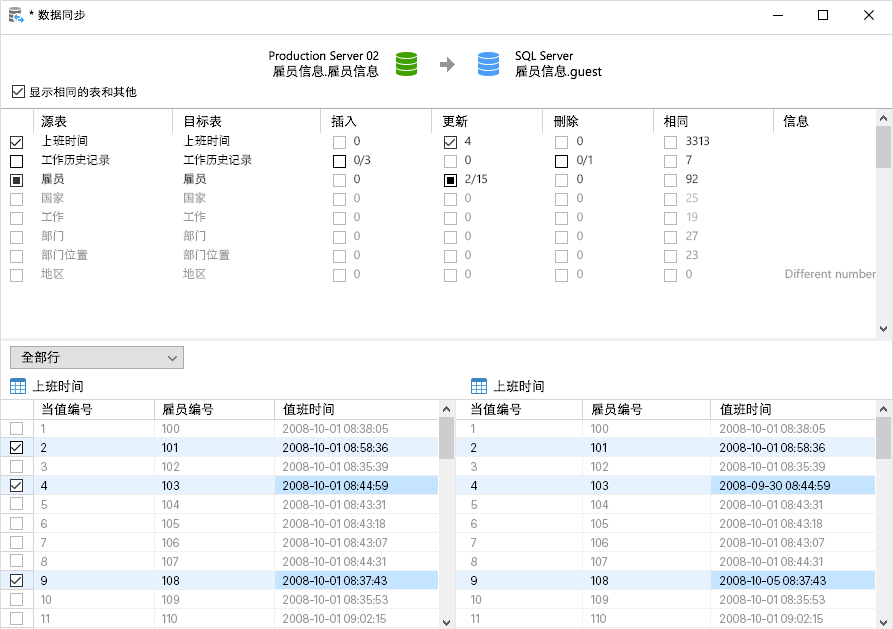 * 数据同步
Production Server 02 SQL Server
雇员信息.雇员信息 雇员信息.guest
显示相同的表和其他
源表 目标表 插入 更新 刪除 相同 信息
上班时间 上班时间 0 4 0 3313
工作历史记录 工作历史记录 0/3 0 0/1 7
雇员 雇员 0 2/15 0 92
国家 国家 0 0 0 25
工作 工作 0 0 0 19
部门 部门 0 0 0 27
部门位置 部门位置 0 0 0 23
地区 地区 0 0 0 0 Different number
全部行
上班时间 上班时间
当值编号 雇员编号 值班时间 当值编号 雇员编号 值班时间
1 100 2008-10-01 08:38:05 1 100 2008-10-01 08:38:05
2 101 2008-10-01 08:58:36 2 101 2008-10-01 08:58:36
3 102 2008-10-01 08:35:39 3 102 2008-10-01 08:35:39
4 103 2008-10-01 08:44:59 4 103 2008-09-30 08:44:59
5 104 2008-10-01 08:43:31 5 104 2008-10-01 08:43:31
6 105 2008-10-01 08:43:18 6 105 2008-10-01 08:43:18
7 106 2008-10-01 08:43:07 7 106 2008-10-01 08:43:07
8 107 2008-10-01 08:44:31 8 107 2008-10-01 08:44:31
9 108 2008-10-01 08:37:43 9 108 2008-10-05 08:37:43
10 109 2008-10-01 08:35:53 10 109 2008-10-01 08:35:53
11 110 2008-10-01 09:02:15 11 110 2008-10-01 09:02:15